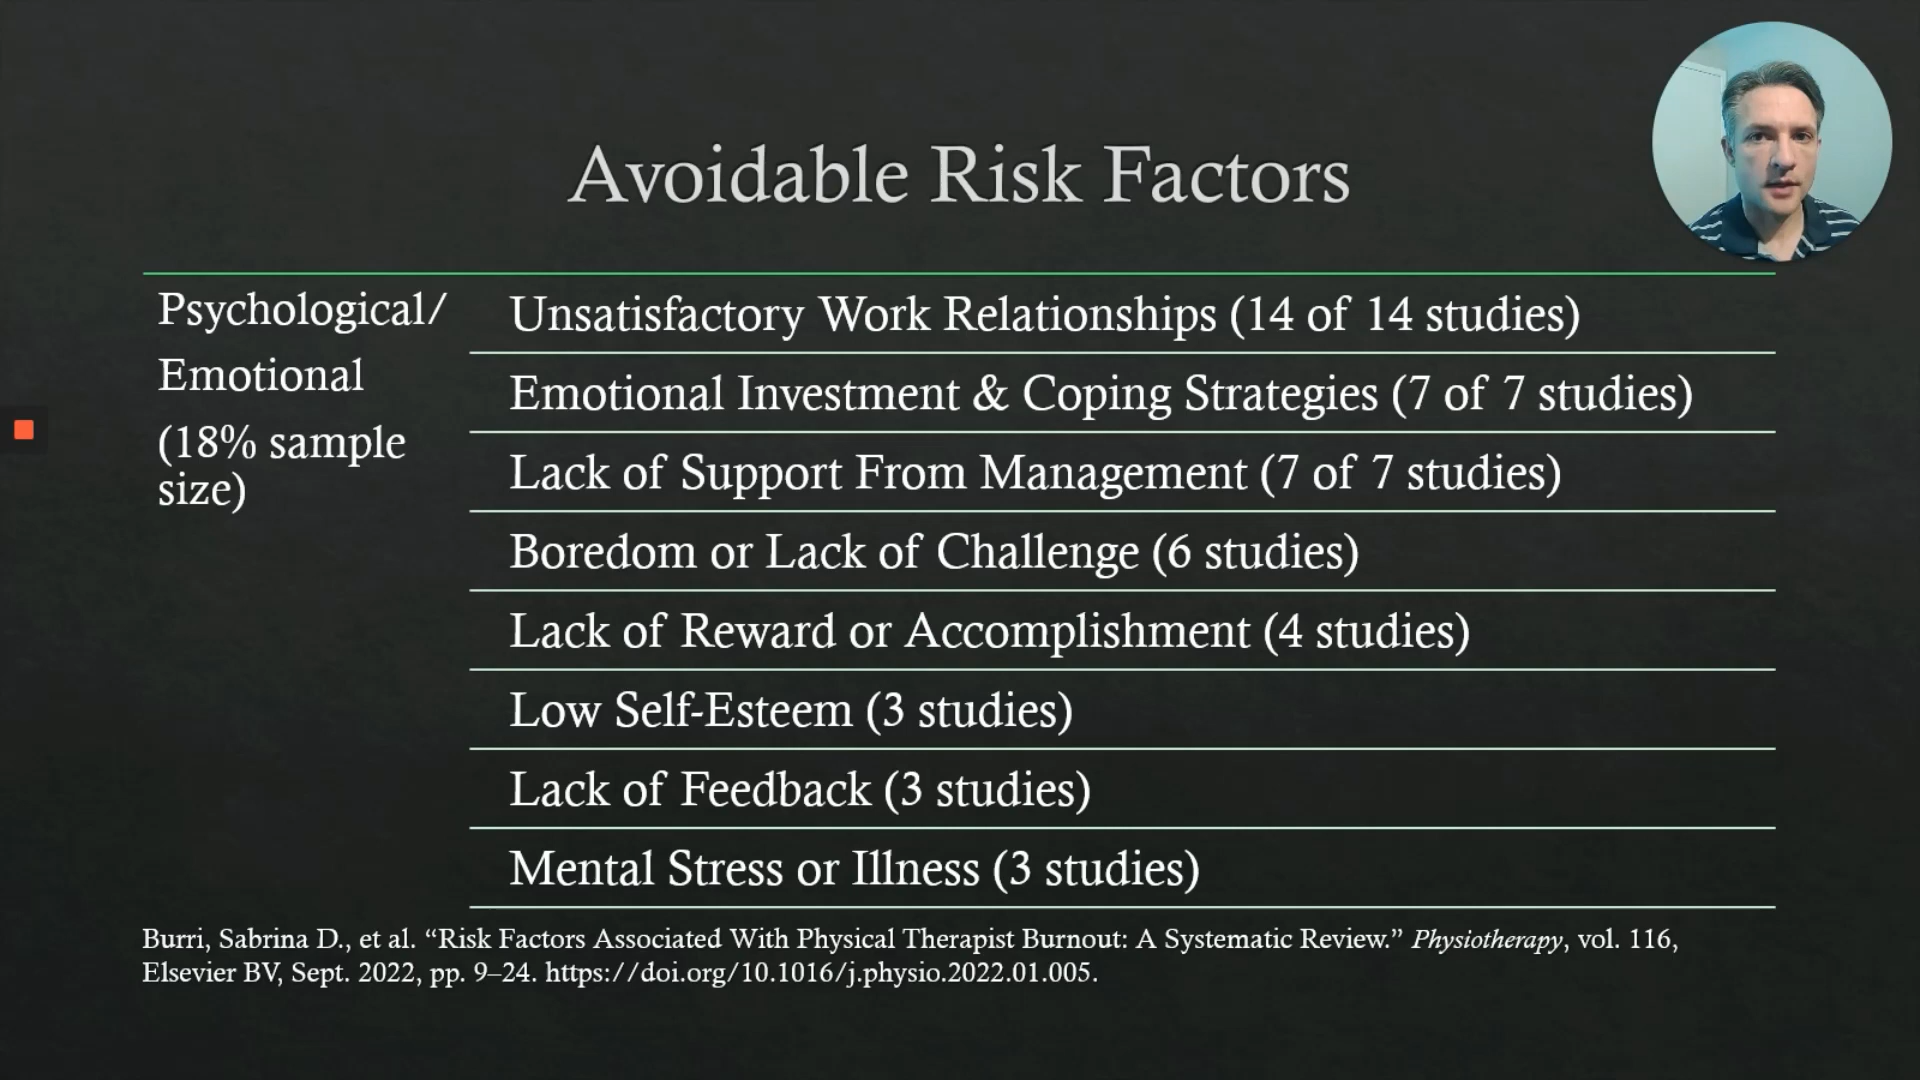 Avoidable Risk Factors
Psychological/
Emotional
(18% sample
size)
Unsatisfactory Work Relationships (14 of 14 studies)
Emotional Investment & Coping Strategies (7 of 7 studies)
Lack of Support From Management (7 of 7 studies)
Boredom or Lack of Challenge (6 studies)
Lack of Reward or Accomplishment (4 studies)
Low Self-Esteem (3 studies)
Lack of Feedback (3 studies)
Mental Stress or Illness (3 studies)
Burri, Sabrina D., et al. “Risk Factors Associated With Physical Therapist Burnout: A Systematic Review.” Physiotherapy, vol. 116,
Elsevier BV, Sept. 2022, pp. 9–24. https://doi.org/10.1016/j.physio.2022.01.005.